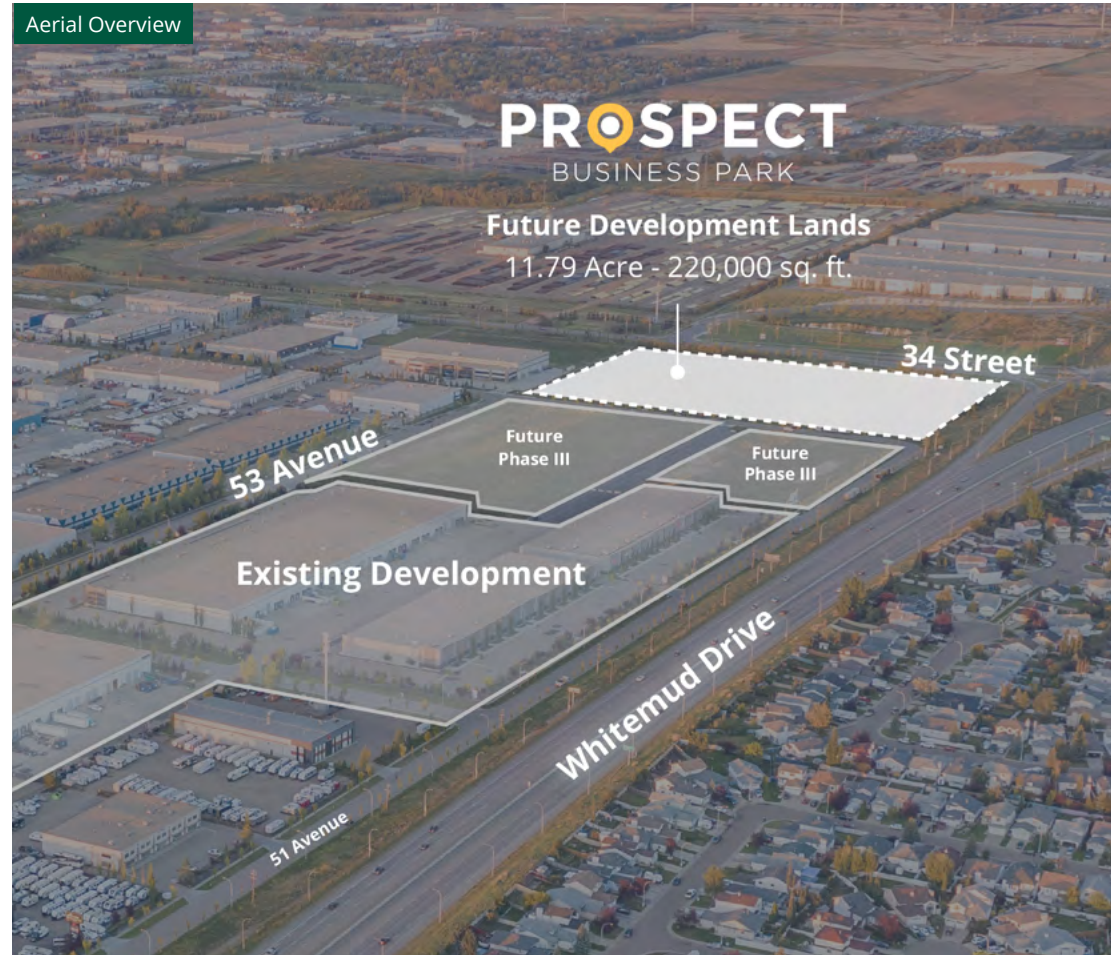 Aerial Overview
PROSPECT
BUSINESS PARK
Future Development Lands
11.79 Acre - 220,000 sq. ft.
34 Street
53 Avenue
Future
Phase III
Future
Phase III
Existing Development
Whitemud Drive
51 Avenue